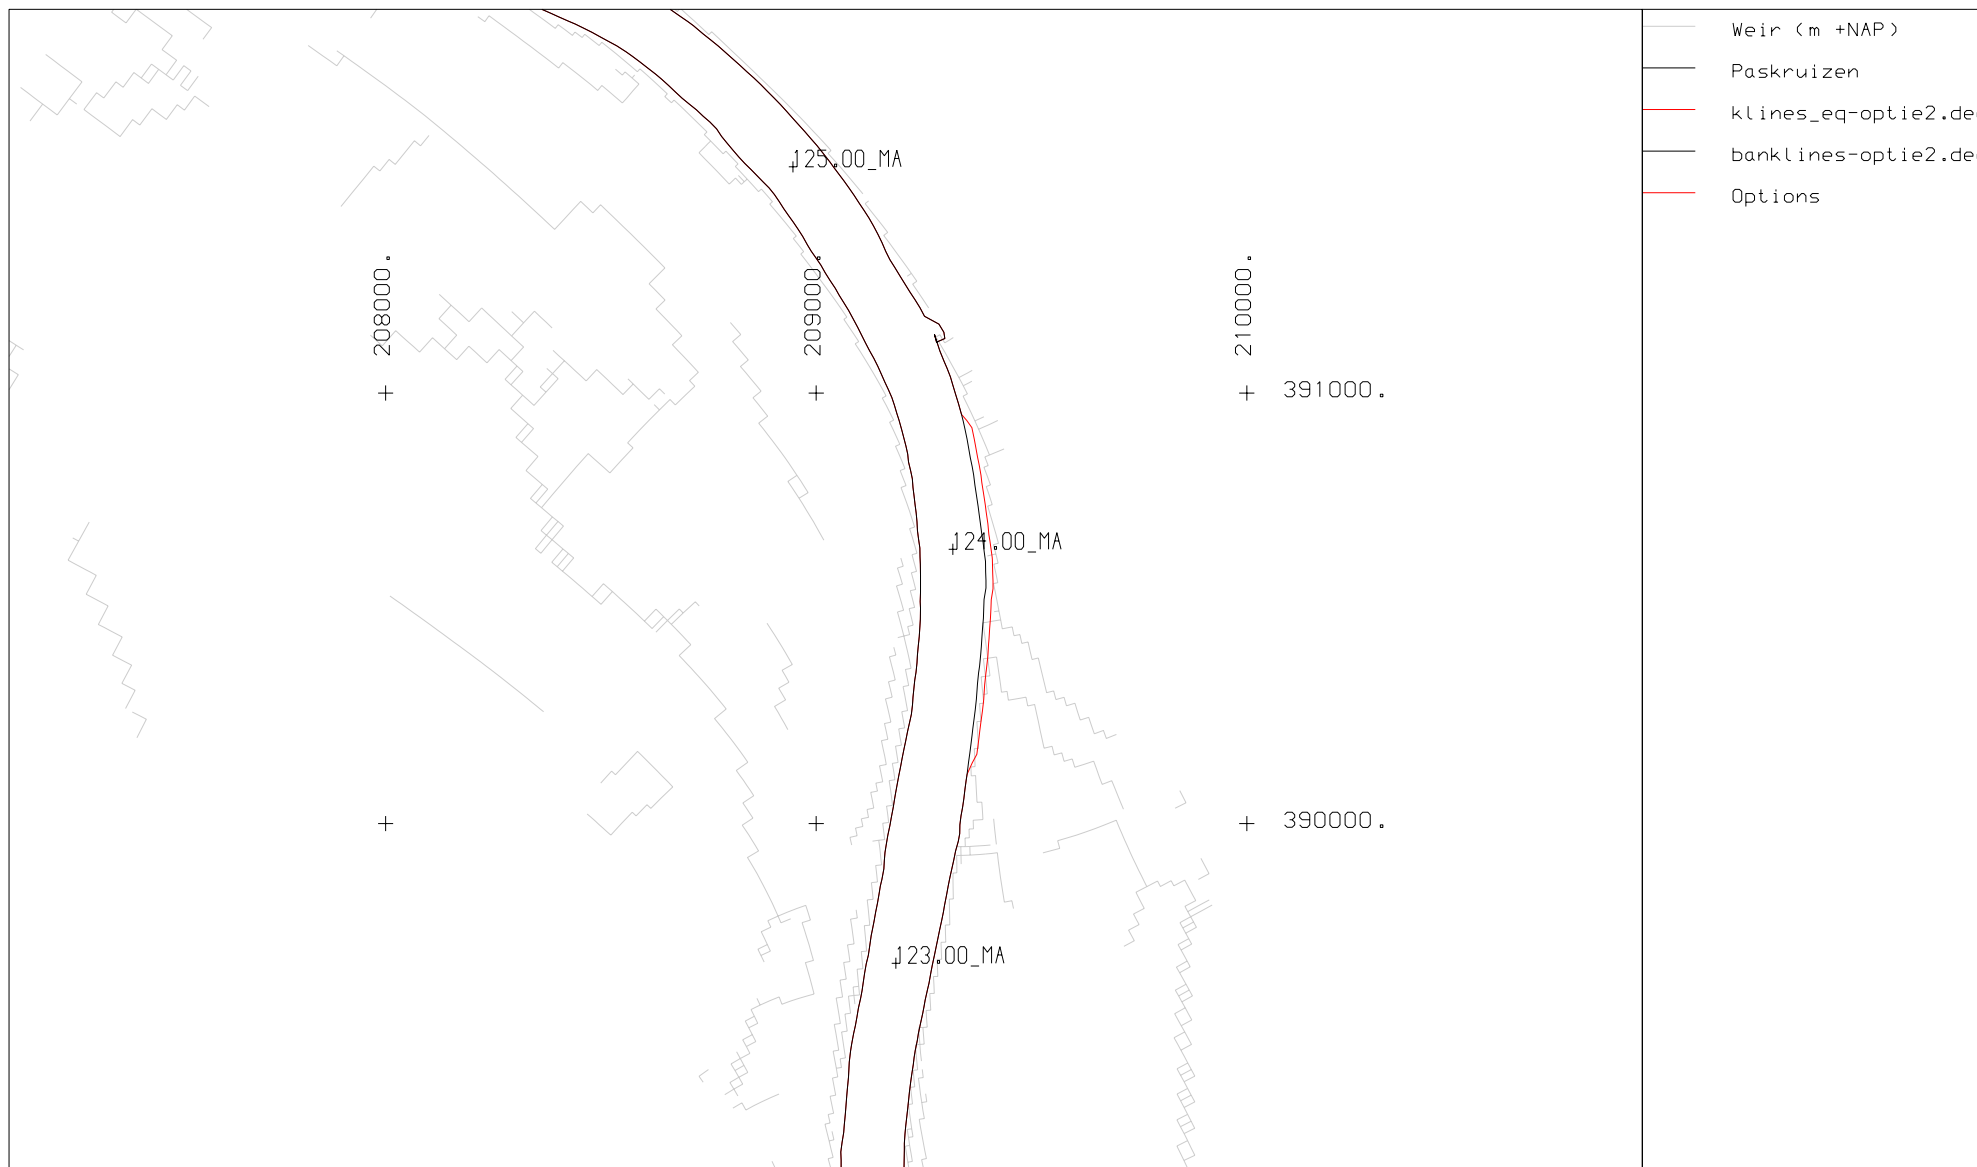 Weir (m +NAP)
Paskruizen
klines_eq-optie2.de
banklines-optie2.de
Options
125.00_MA
208000.
209000.
210000.
391000.
124.00_MA
390000.
123.00_MA